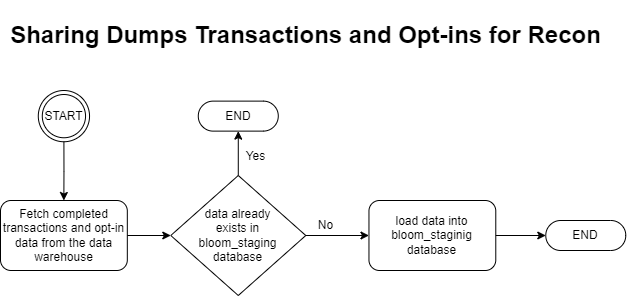 Sharing Dumps Transactions and Opt-ins for Recon
START
END
Yes
Fetch completed
transactions and opt-in
data from the data
warehouse
data already
exists in
bloom_staging
database
No
load data into
bloom_staginig
database
END